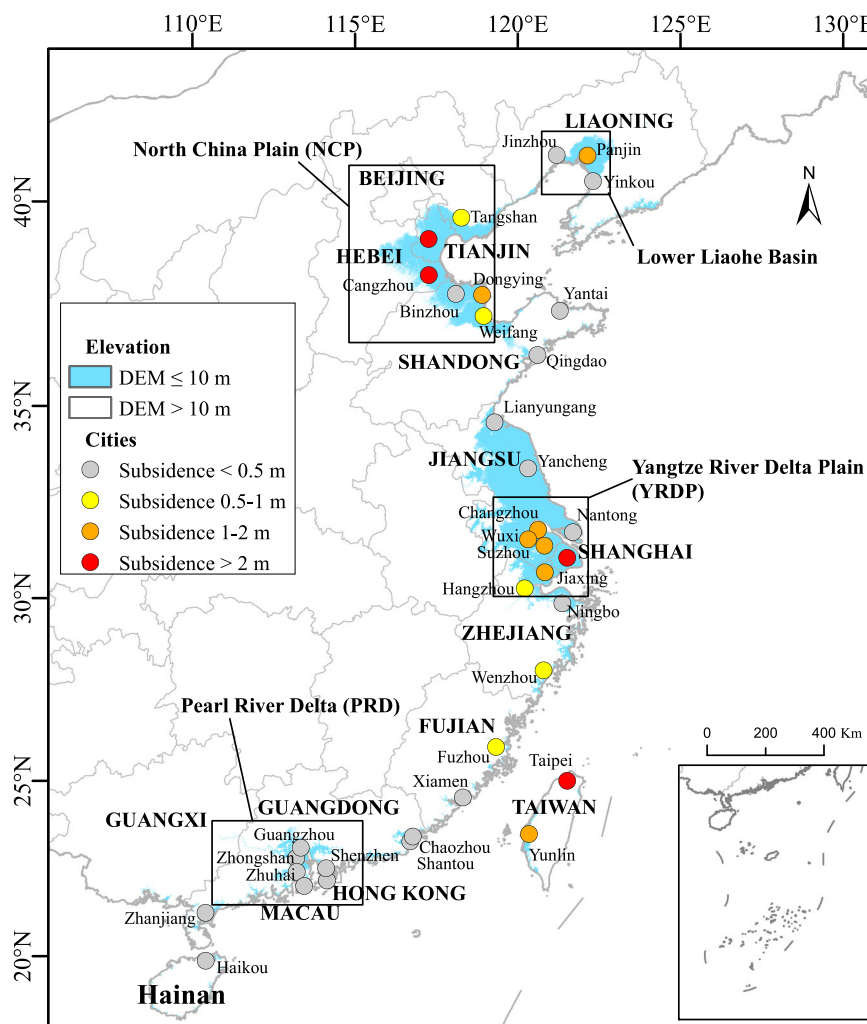 110°E
115°E
120°E
125°E
130°E
40°N
35°N
30°N
25°N
20°N
N
LIAONING
Jinzhou
Panjin
Yinkou
Lower Liaohe Basin
North China Plain (NCP)
BEIJING
Tangshan
HEBEI
TIANJIN
Cangzhou
Dongying
Binzhou
Weifang
Yantai
SHANDONG
Qingdao
Elevation
DEM ≤ 10 m
DEM > 10 m
Cities
Subsidence < 0.5 m
Subsidence 0.5-1 m
Subsidence 1-2 m
Subsidence > 2 m
Lianyungang
JIANGSU
Yancheng
Yangtze River Delta Plain
(YRDP)
Changzhou
Nantong
Wuxi
Suzhou
SHANGHAI
Jiaxing
Hangzhou
Ningbo
ZHEJIANG
Wenzhou
Pearl River Delta (PRD)
FUJIAN
Fuzhou
Taipei
Xiamen
TAIWAN
Yunlin
GUANGXI
GUANGDONG
Guangzhou
Chaozhou
Shantou
Zhongshan
Shenzhen
Zhuhai
HONG KONG
MACAU
Zhanjiang
Haikou
Hainan
0 200 400 Km